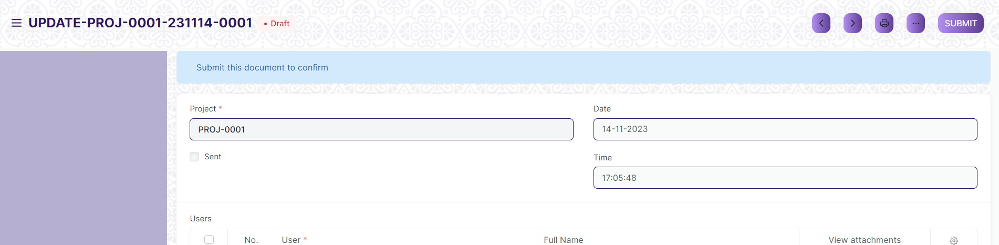 UPDATE-PROJ-0001-231114-0001 • Draft SUBMIT
Submit this document to confirm
Project * Date
PROJ-0001 14-11-2023
Sent Time
17:05:48
Users
No. User * Full Name View attachments